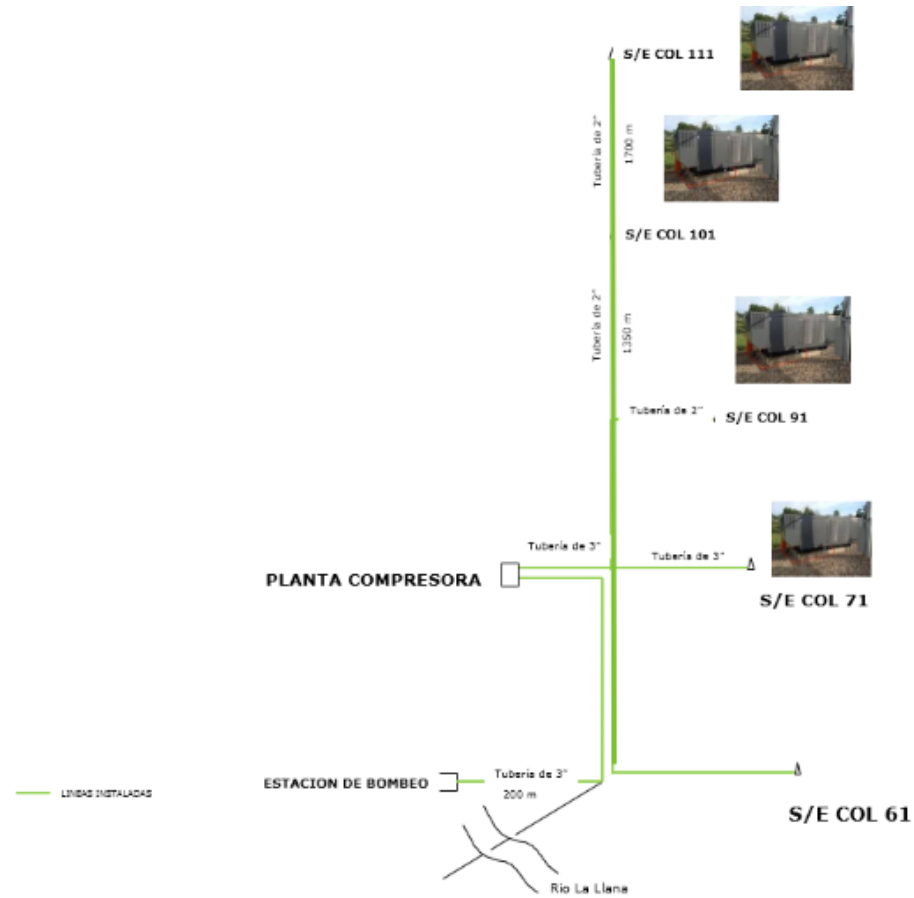 S/E COL 111
Tubería de 2"
1700 m
S/E COL 101
Tubería de 2"
1350 m
Tubería de 2"
S/E COL 91
Tubería de 3"
Tubería de 3"
PLANTA COMPRESORA
S/E COL 71
ESTACION DE BOMBEO
Tubería de 3"
200 m
LINEAS INSTALADAS
S/E COL 61
Rio La Llana